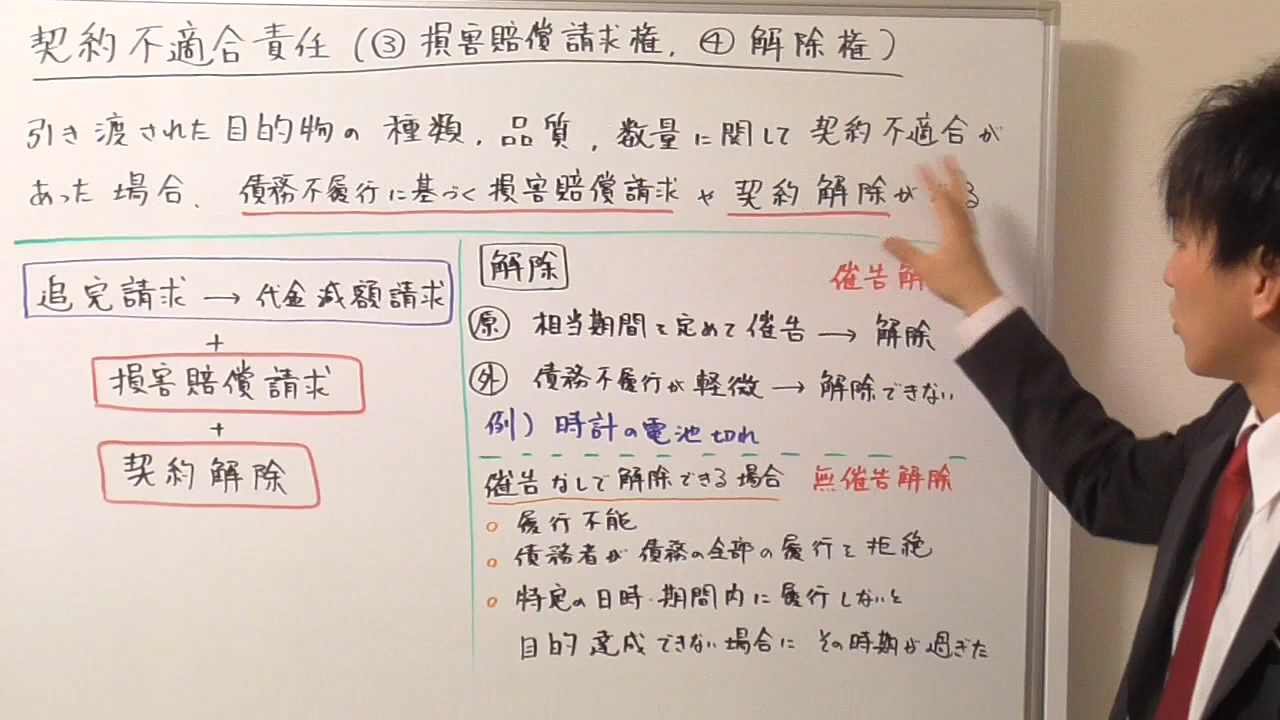 契約不適合責任(③損害賠償請求権,④解除権)
引き渡された目的物の種類,品質,数量に関して契約不適合が
あった場合、債務不履行に基づく損害賠償請求や契約解除が る
追完請求→代金減額請求
+
損害賠償請求
+
契約解除
解除
催告解
原 相当期間を定めて催告→解除
外 債務不履行が軽微→解除できない
例)時計の電池切れ
催告なしで解除できる場合 無催告解除
○履行不能
○債務者が債務の全部の履行を拒絶
○特定の日時・期間内に履行しないと
目的達成できない場合にその時期が過ぎた